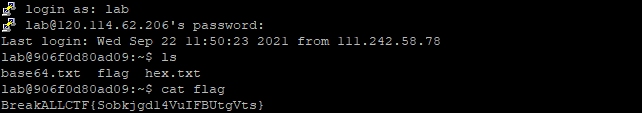 login as: lab
lab@120.114.62.206's password:
Last login: Wed Sep 22 11:50:23 2021 from 111.242.58.78
lab@906f0d80ad09:~$ ls
base64.txt  flag  hex.txt
lab@906f0d80ad09:~$ cat flag
BreakALLCTF{Sobkjgd14VuIFBUtgVts}